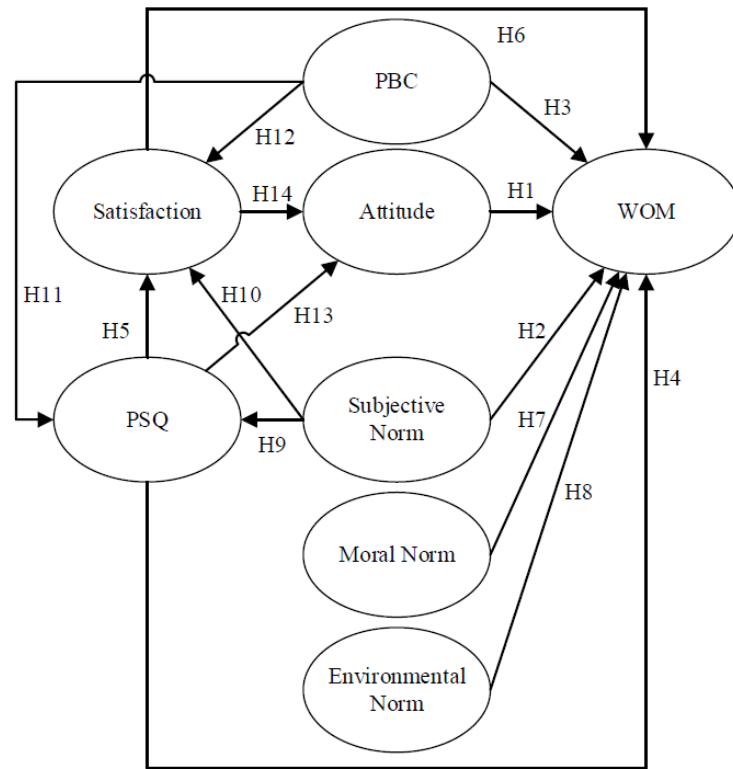 H6
PBC
H3
H12
Satisfaction
H14
Attitude
H1
WOM
H11
H10
H5
H13
H2
H4
PSQ
H9
Subjective
Norm
H7
H8
Moral Norm
Environmental
Norm